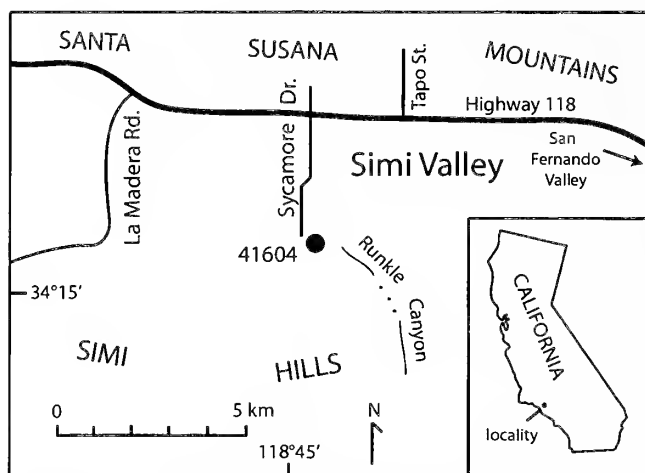 SANTA SUSANA MOUNTAINS
Highway 118
Tapo St.
Sycamore Dr.
La Madera Rd.
San
Fernando
Valley
Simi Valley
41604
Runkle
Canyon
34°15′
SIMI HILLS
0 5 km
118°45′
N
CALIFORNIA
locality